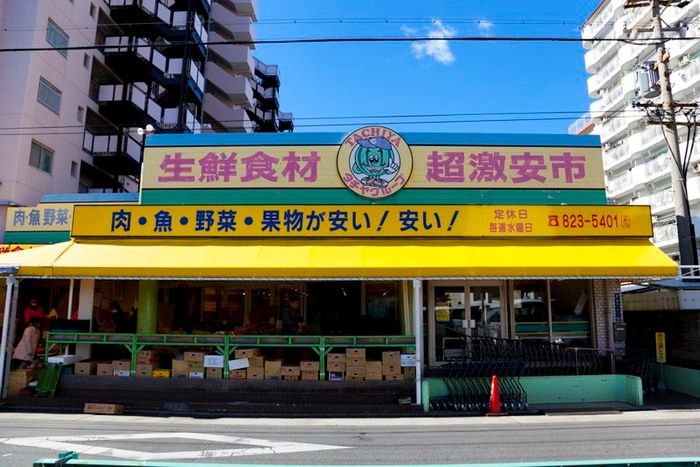 TACHIYA
生鮮食材
超激安市
タチヤグループ
肉・魚・野菜
肉・魚・野菜・果物が安い!安い!
定休日
毎週水曜日
☎823-5401㈹